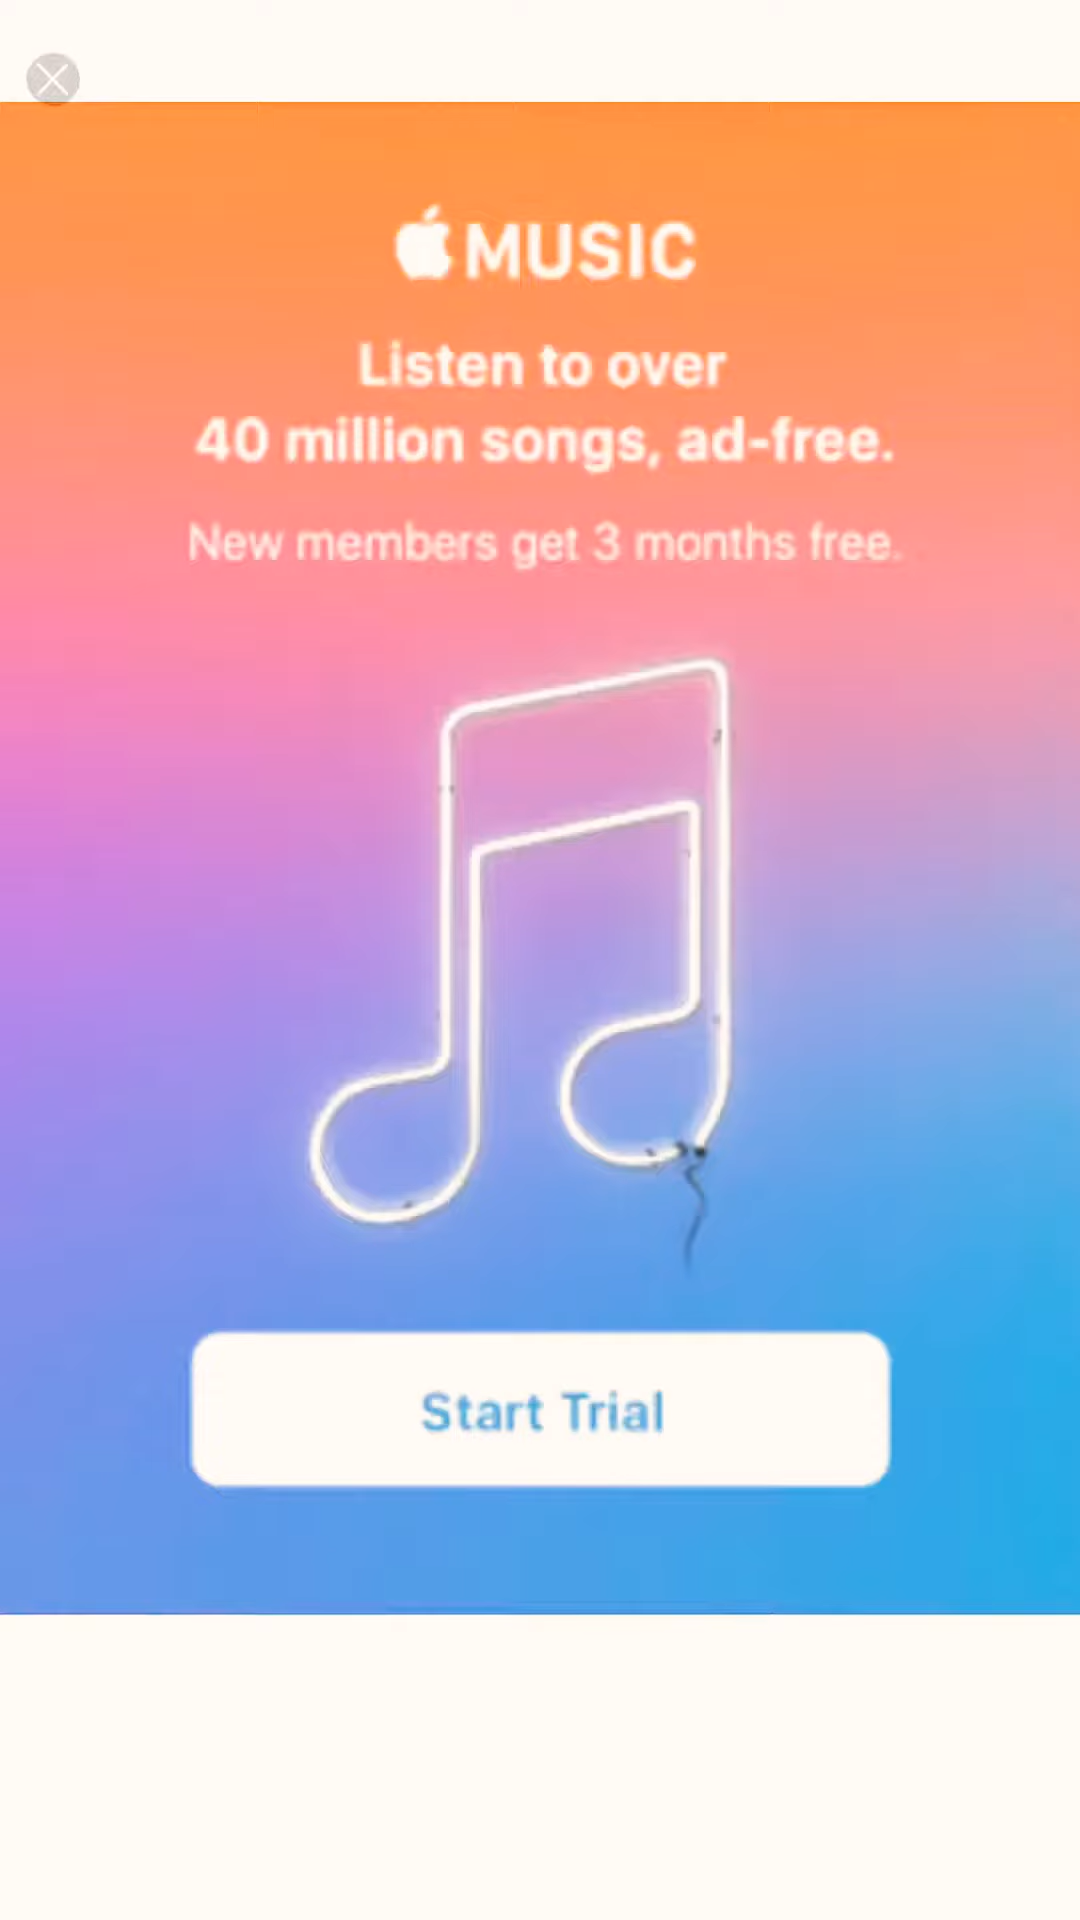 MUSIC
Listen to over
40 million songs, ad-free.
New members get 3 months free.
Start Trial